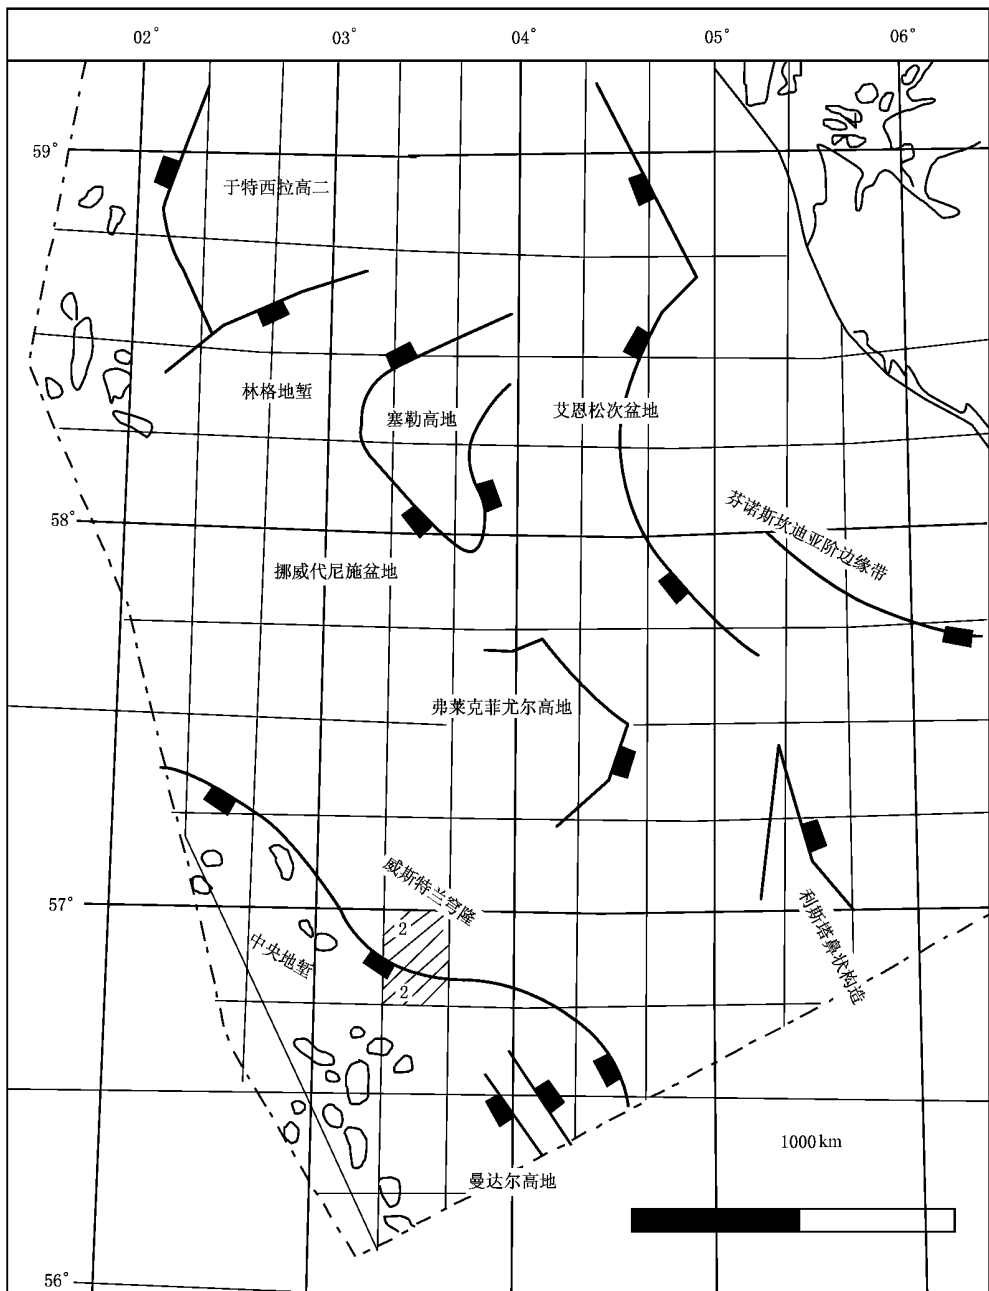 02°
03°
04°
05°
06°
59°
于特西拉高二
林格地堑
塞勒高地
艾恩松次盆地
58°
芬诺斯坎迪亚阶边缘带
挪威代尼施盆地
弗莱克菲尤尔高地
威斯特兰穹隆
57°
2
中央地堑
利斯塔鼻状构造
2
1000 km
曼达尔高地
56°